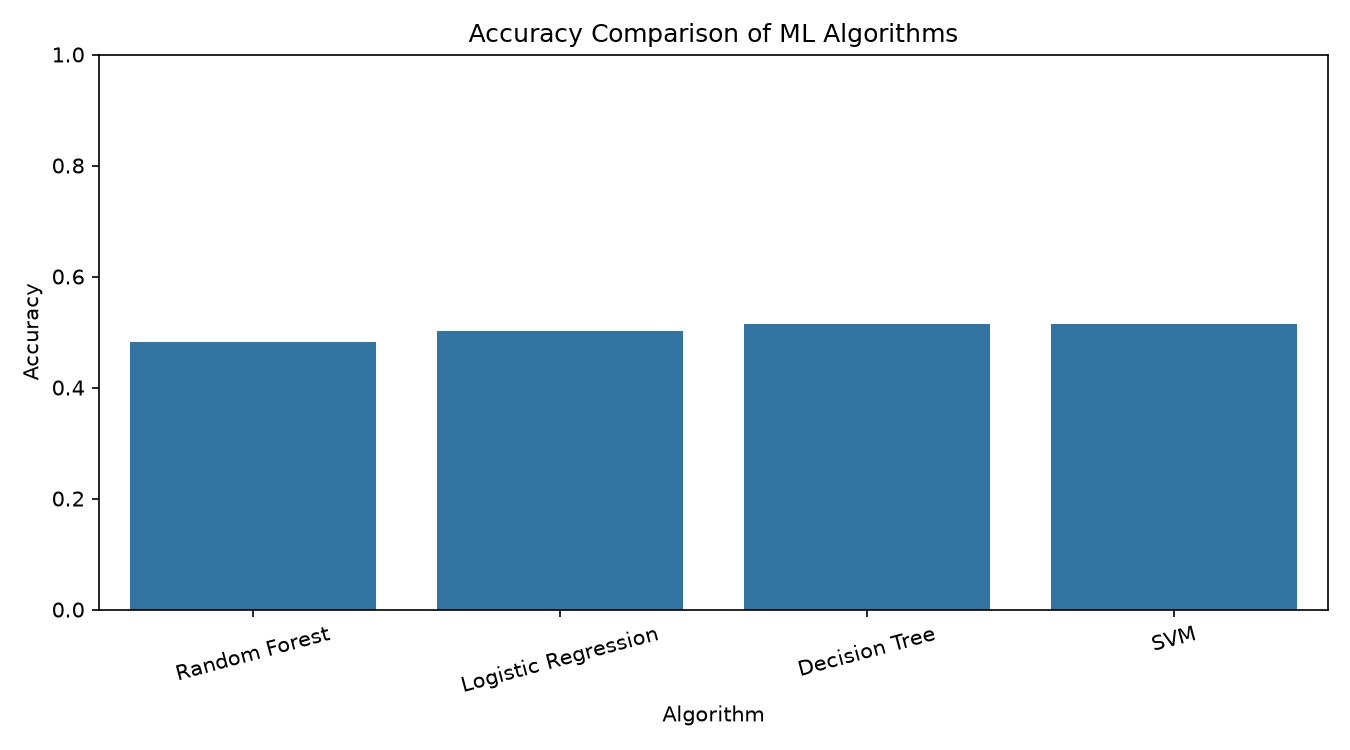 Accuracy Comparison of ML Algorithms
1.0
0.8
0.6
0.4
0.2
0.0
Accuracy
Random Forest
Logistic Regression
Decision Tree
SVM
Algorithm